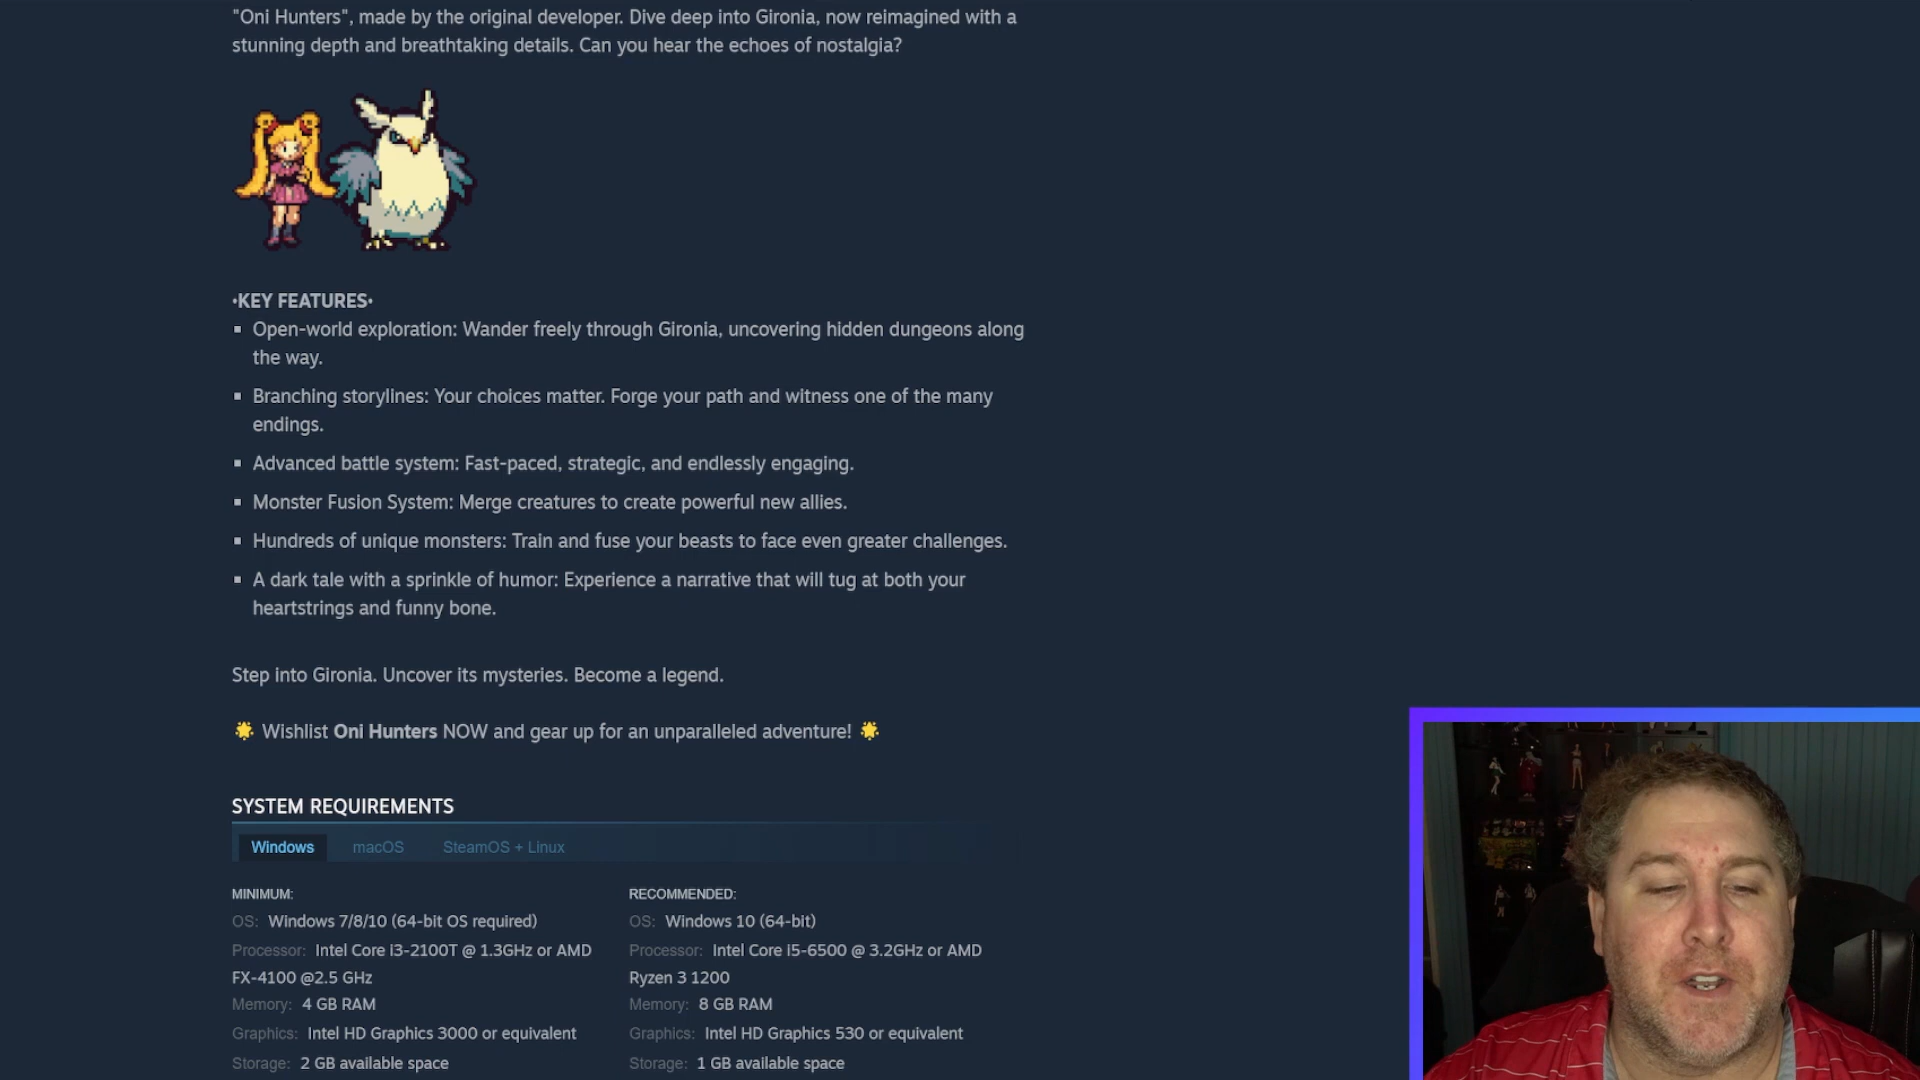 "Oni Hunters", made by the original developer. Dive deep into Gironia, now reimagined with a
stunning depth and breathtaking details. Can you hear the echoes of nostalgia?
•KEY FEATURES•
Open-world exploration: Wander freely through Gironia, uncovering hidden dungeons along
the way.
Branching storylines: Your choices matter. Forge your path and witness one of the many
endings.
Advanced battle system: Fast-paced, strategic, and endlessly engaging.
Monster Fusion System: Merge creatures to create powerful new allies.
Hundreds of unique monsters: Train and fuse your beasts to face even greater challenges.
A dark tale with a sprinkle of humor: Experience a narrative that will tug at both your
heartstrings and funny bone.
Step into Gironia. Uncover its mysteries. Become a legend.
🌟 Wishlist Oni Hunters NOW and gear up for an unparalleled adventure! 🌟
SYSTEM REQUIREMENTS
Windows macOS SteamOS + Linux
MINIMUM:
OS: Windows 7/8/10 (64-bit OS required)
Processor: Intel Core i3-2100T @ 1.3GHz or AMD
FX-4100 @2.5 GHz
Memory: 4 GB RAM
Graphics: Intel HD Graphics 3000 or equivalent
Storage: 2 GB available space
RECOMMENDED:
OS: Windows 10 (64-bit)
Processor: Intel Core i5-6500 @ 3.2GHz or AMD
Ryzen 3 1200
Memory: 8 GB RAM
Graphics: Intel HD Graphics 530 or equivalent
Storage: 1 GB available space